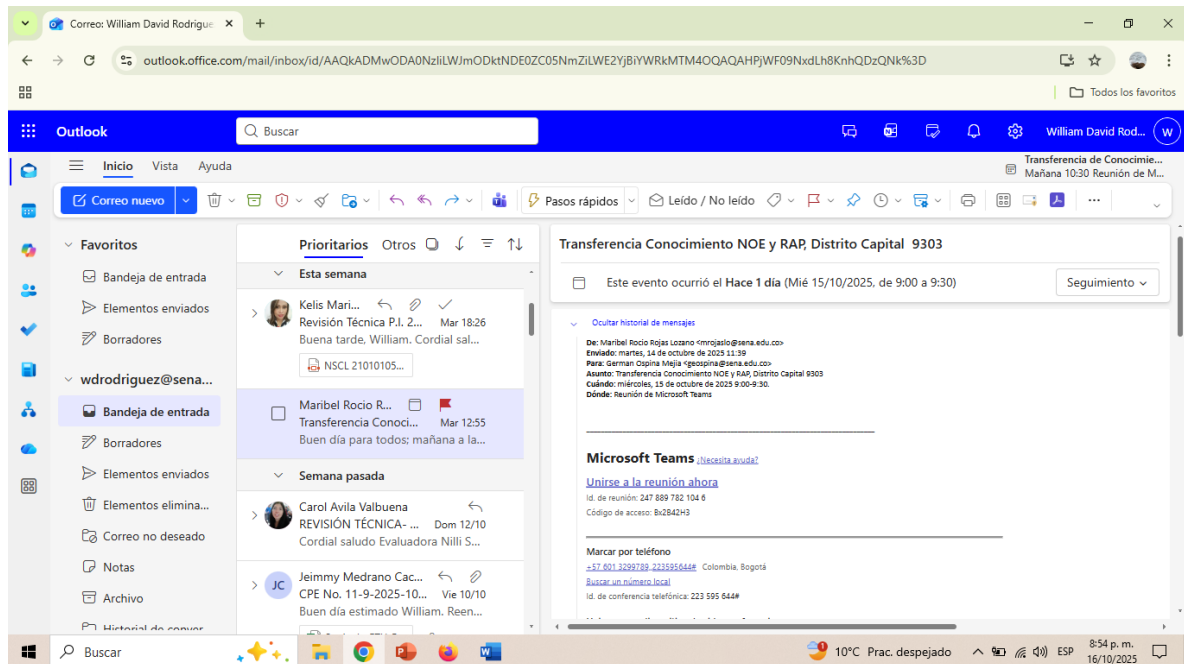 Correo: William David Rodrigue
outlook.office.com/mail/inbox/id/AAQkADMwODA0NzliLWJmODktNDE0ZC05NmZiLWE2YjBiYWRkMTM4OQAQAHPjWF09NxdLh8KnhQDzQNk%3D
Todos los favoritos
Outlook
Buscar
William David Rod...
W
Inicio Vista Ayuda
Transferencia de Conocimie...
Mañana 10:30 Reunión de M...
Correo nuevo
Pasos rápidos
Leído / No leído
Favoritos
Bandeja de entrada
Elementos enviados
Borradores
wdrodriguez@sena...
Bandeja de entrada
Borradores
Elementos enviados
Elementos elimina...
Correo no deseado
Notas
Archivo
Historial de conver
Prioritarios Otros
Esta semana
Kelis Mari...
Revisión Técnica P.I. 2... Mar 18:26
Buena tarde, William. Cordial sal...
NSCL 21010105...
Maribel Rocio R...
Transferencia Conoci... Mar 12:55
Buen día para todos; mañana a la...
Semana pasada
Carol Avila Valbuena
REVISIÓN TÉCNICA- ... Dom 12/10
Cordial saludo Evaluadora Nilli S...
JC
Jeimmy Medrano Cac...
CPE No. 11-9-2025-10... Vie 10/10
Buen día estimado William. Reen...
Transferencia Conocimiento NOE y RAP, Distrito Capital 9303
Este evento ocurrió el Hace 1 día (Mié 15/10/2025, de 9:00 a 9:30)
Seguimiento
Ocultar historial de mensajes
De: Maribel Rocio Rojas Lozano <mrojaslo@sena.edu.co>
Enviado: martes, 14 de octubre de 2025 11:39
Para: German Ospina Mejia <geospina@sena.edu.co>
Asunto: Transferencia Conocimiento NOE y RAP, Distrito Capital 9303
Cuándo: miércoles, 15 de octubre de 2025 9:00-9:30.
Dónde: Reunión de Microsoft Teams
Microsoft Teams ¿Necesita ayuda?
Unirse a la reunión ahora
Id. de reunión: 247 889 782 104 6
Código de acceso: Bx2B42H3
Marcar por teléfono
+57 601 3299789,,223595644# Colombia, Bogotá
Buscar un número local
Id. de conferencia telefónica: 223 595 644#
Buscar
10°C Prac. despejado
ESP
8:54 p. m.
16/10/2025